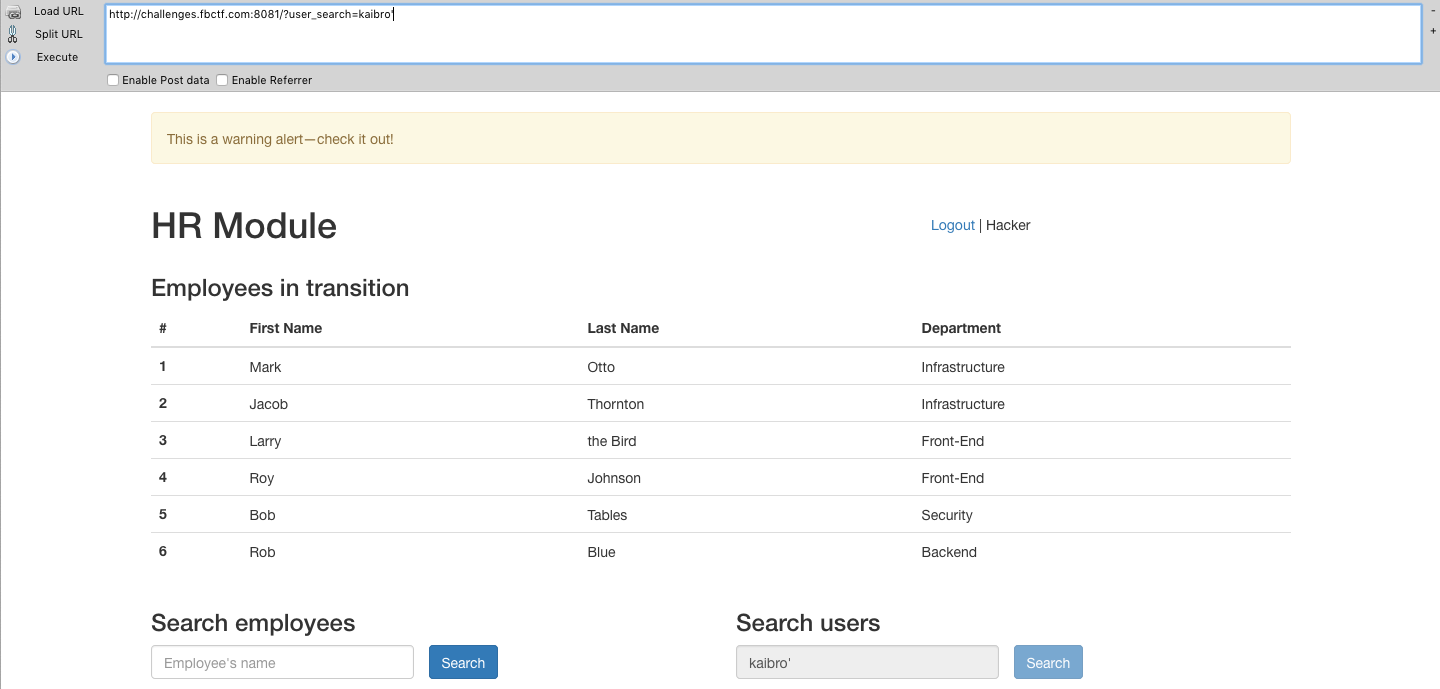 Load URL
http://challenges.fbctf.com:8081/?user_search=kaibro'
-
Split URL
+
Execute
Enable Post data Enable Referrer
This is a warning alert—check it out!
HR Module
Logout | Hacker
Employees in transition
# First Name Last Name Department
1 Mark Otto Infrastructure
2 Jacob Thornton Infrastructure
3 Larry the Bird Front-End
4 Roy Johnson Front-End
5 Bob Tables Security
6 Rob Blue Backend
Search employees
Employee's name Search
Search users
kaibro' Search